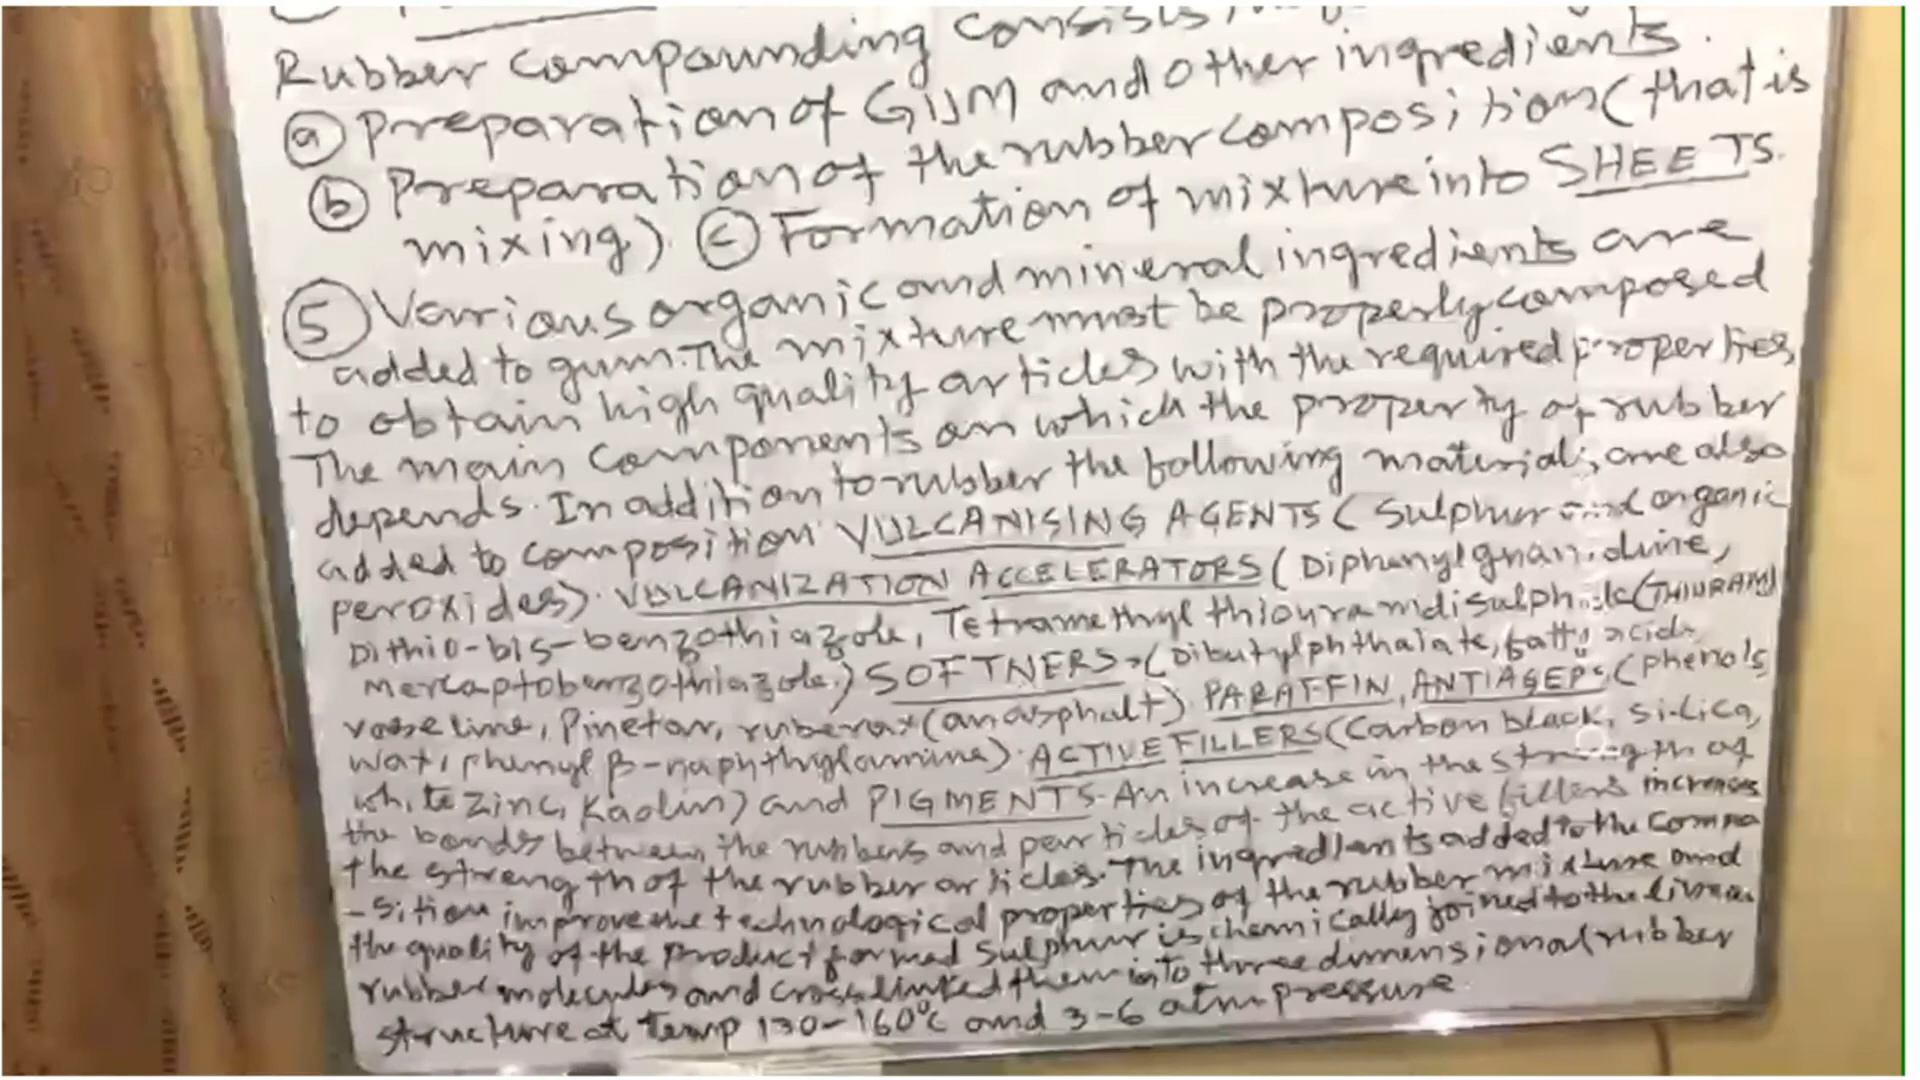 Rubber compounding consists
(a) Preparation of GUM and other ingredients.
(b) Preparation of the rubber composition (that is
mixing). (c) Formation of mixture into SHEETS.
(5) Various organic and mineral ingredients are
added to gum. The mixture must be properly composed
to obtain high quality articles with the required properties
The main components on which the property of rubber
depends. In addition to rubber the following materials are also
added to composition VULCANISING AGENTS (Sulphur and organic
peroxides). VULCANIZATION ACCELERATORS (Diphenylguanidine,
Dithio-bis-benzothiazole, Tetramethyl thiouramdisulphide (THIURAM)
Mercaptobenzothiazole.) SOFTNERS - (Dibutylphthalate, fatty acids
vaseline, Pinetar, ruberax (an asphalt). PARAFFIN, ANTIAGERS (phenols
wax, phenyl β-naphthylamine). ACTIVE FILLERS (Carbon black, silica,
white zinc, Kaolin) and PIGMENTS. An increase in the strength of
the bonds between the rubbers and particles of the active fillers increases
the strength of the rubber articles. The ingredients added to the compo
-sition improve the technological properties of the rubber mixture and
the quality of the product formed Sulphur is chemically joined to the linear
rubber molecules and cross linked them into three dimensional rubber
structure at temp 130-160°C and 3-6 atm pressure